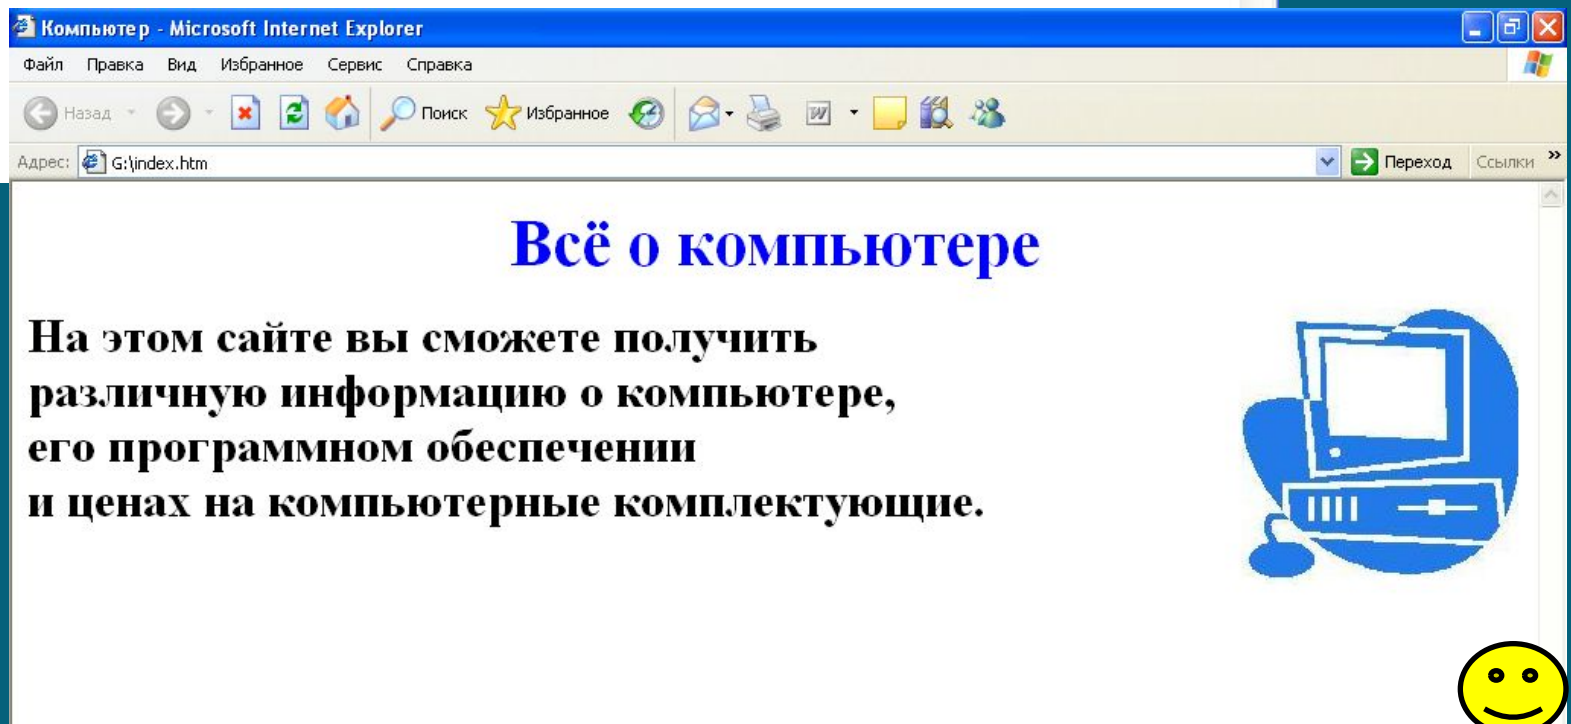 Компьютер - Microsoft Internet Explorer
Файл Правка Вид Избранное Сервис Справка
Назад Поиск Избранное W
Адрес: G:\index.htm Переход Ссылки »
Всё о компьютере
На этом сайте вы сможете получить
различную информацию о компьютере,
его программном обеспечении
и ценах на компьютерные комплектующие.